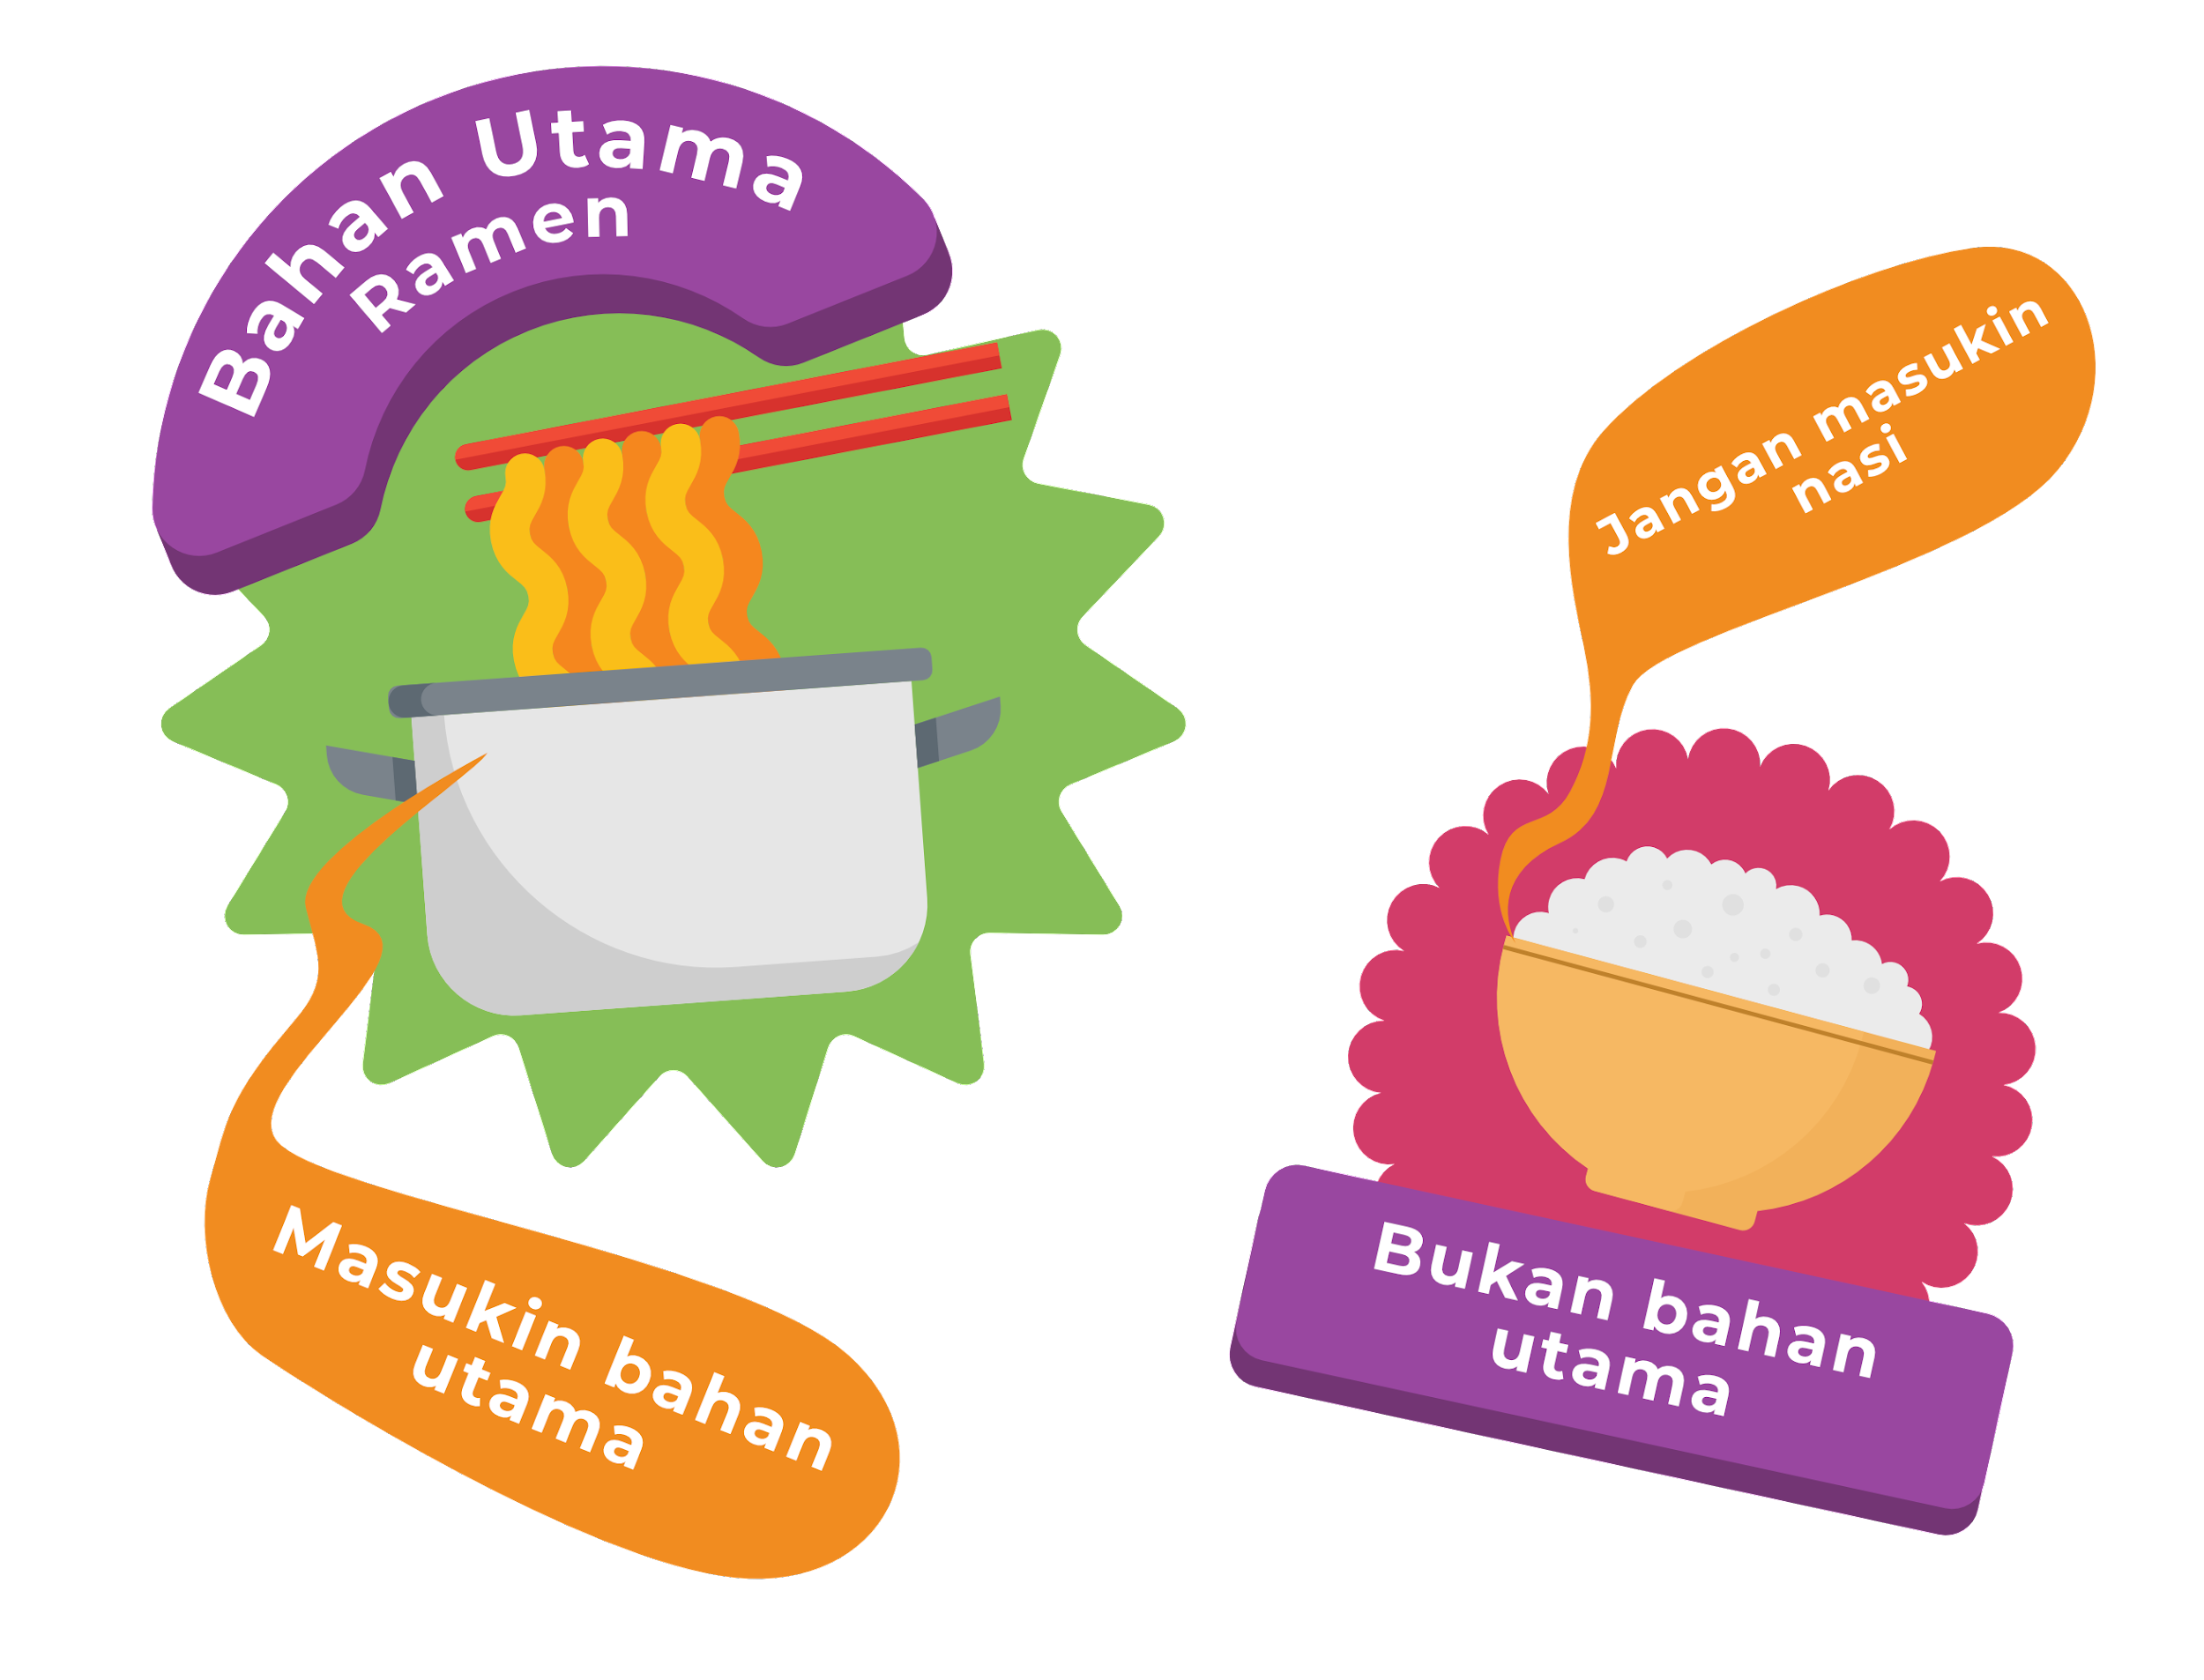 Bahan Utama
Ramen
Masukin bahan
utama
Jangan masukin
nasi
Bukan bahan
utama